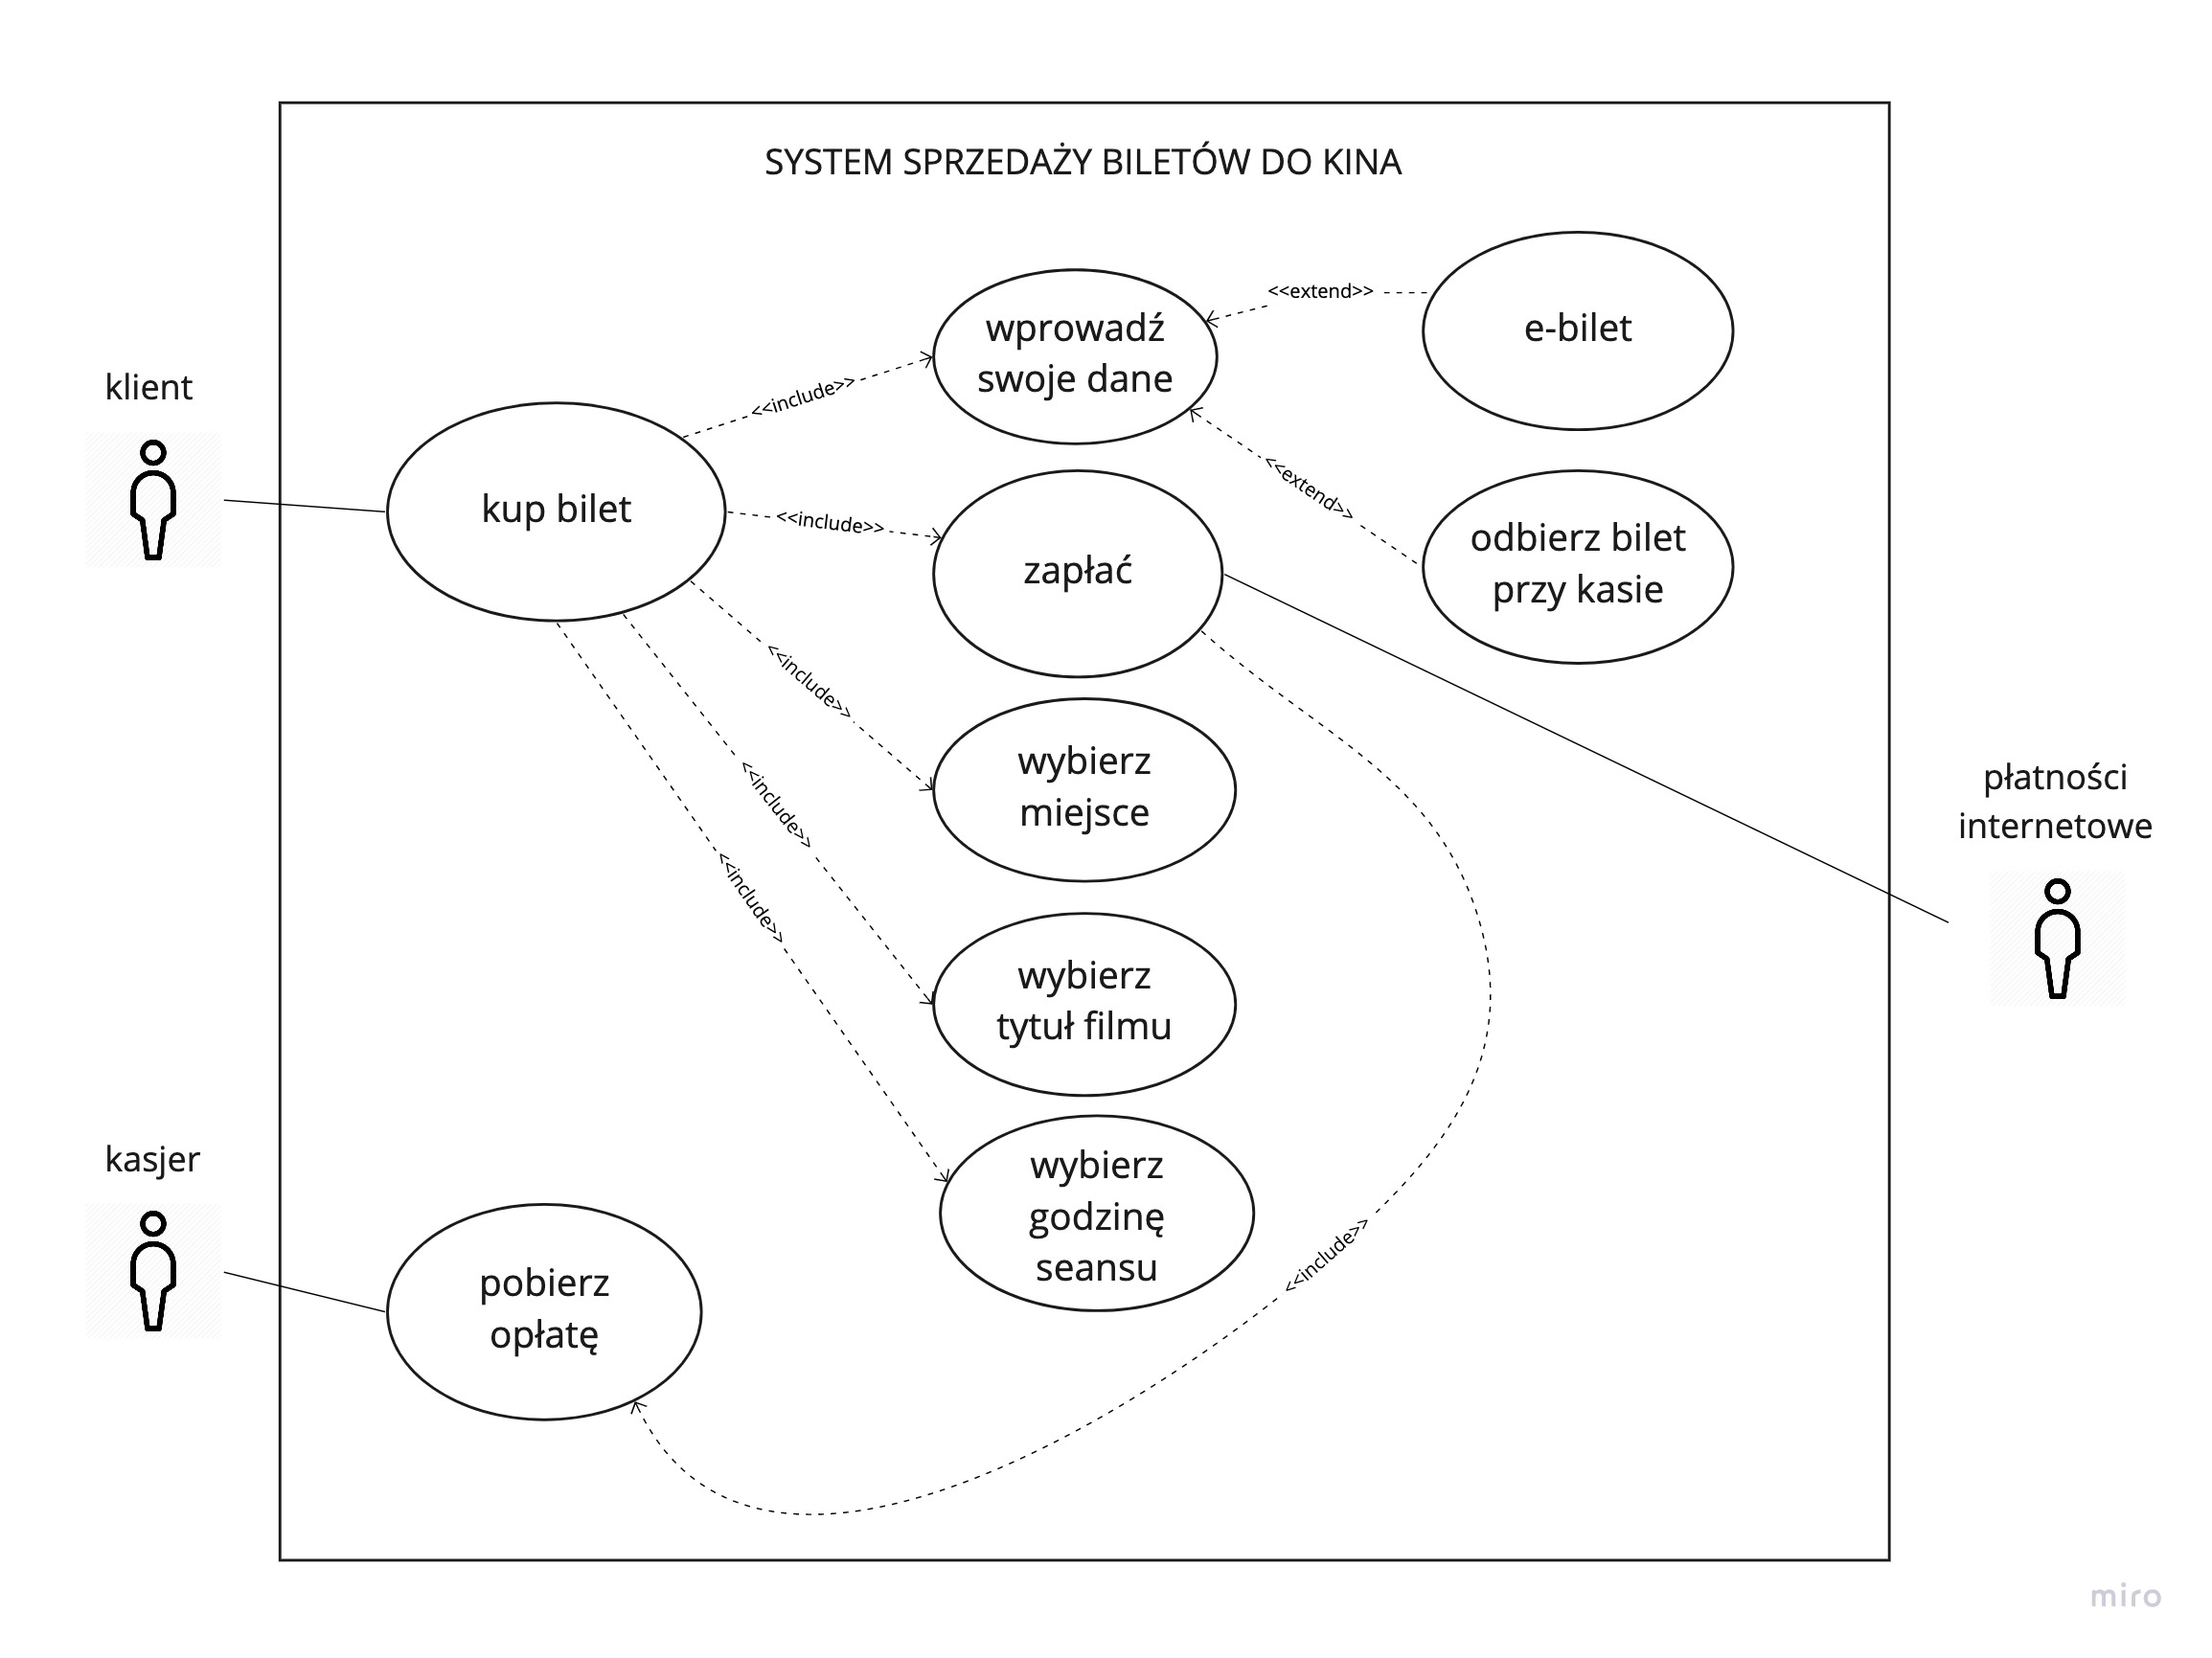 SYSTEM SPRZEDAŻY BILETÓW DO KINA
klient
kup bilet
<<include>>
<<include>>
<<include>>
<<include>>
<<include>>
wprowadź
swoje dane
<<extend>>
e-bilet
<<extend>>
odbierz bilet
przy kasie
zapłać
wybierz
miejsce
wybierz
tytuł filmu
wybierz
godzinę
seansu
<<include>>
płatności
internetowe
kasjer
pobierz
opłatę
miro